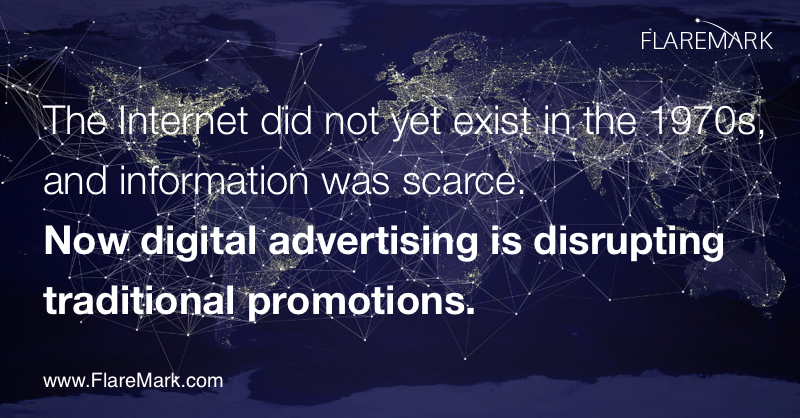 FLAREMARK
The Internet did not yet exist in the 1970s,
and information was scarce.
Now digital advertising is disrupting
traditional promotions.
www.FlareMark.com